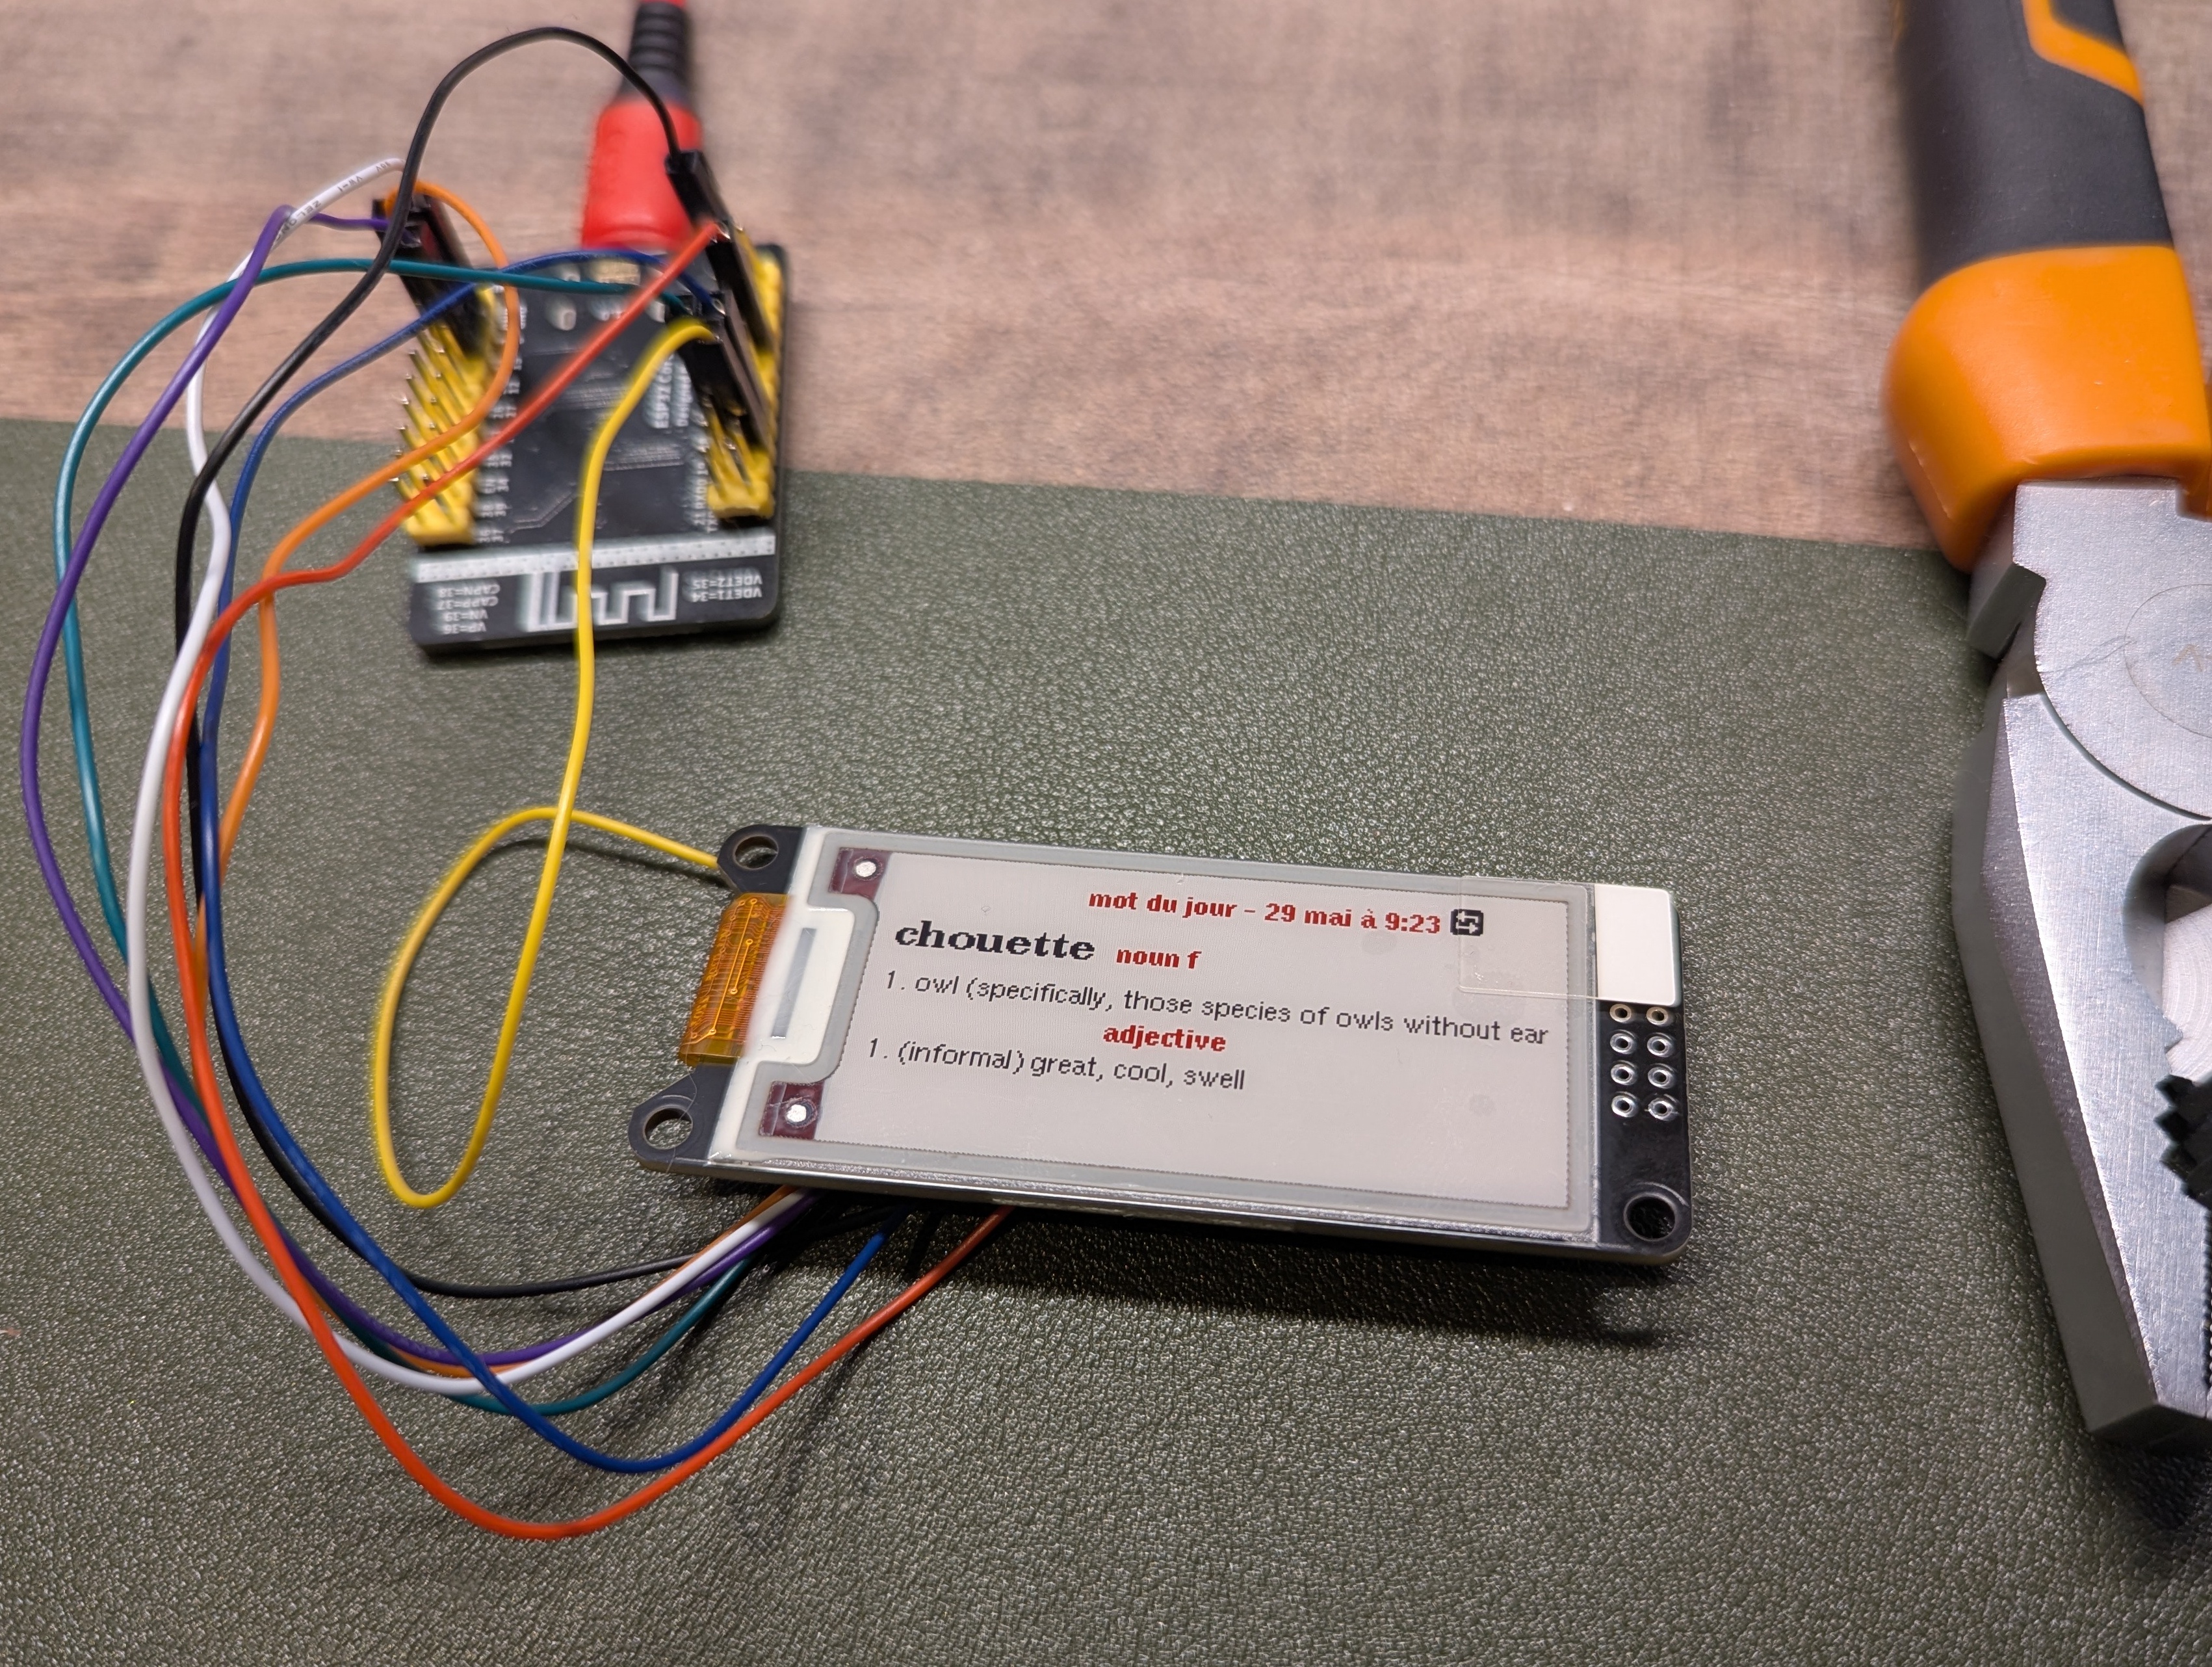 mot du jour - 29 mai à 9:23
chouette noun f
1. owl (specifically, those species of owls without ear
adjective
1. (informal) great, cool, swell
VDET1=34
VDET2=35
VP=36
VN=39
CAPP=37
CAPN=38